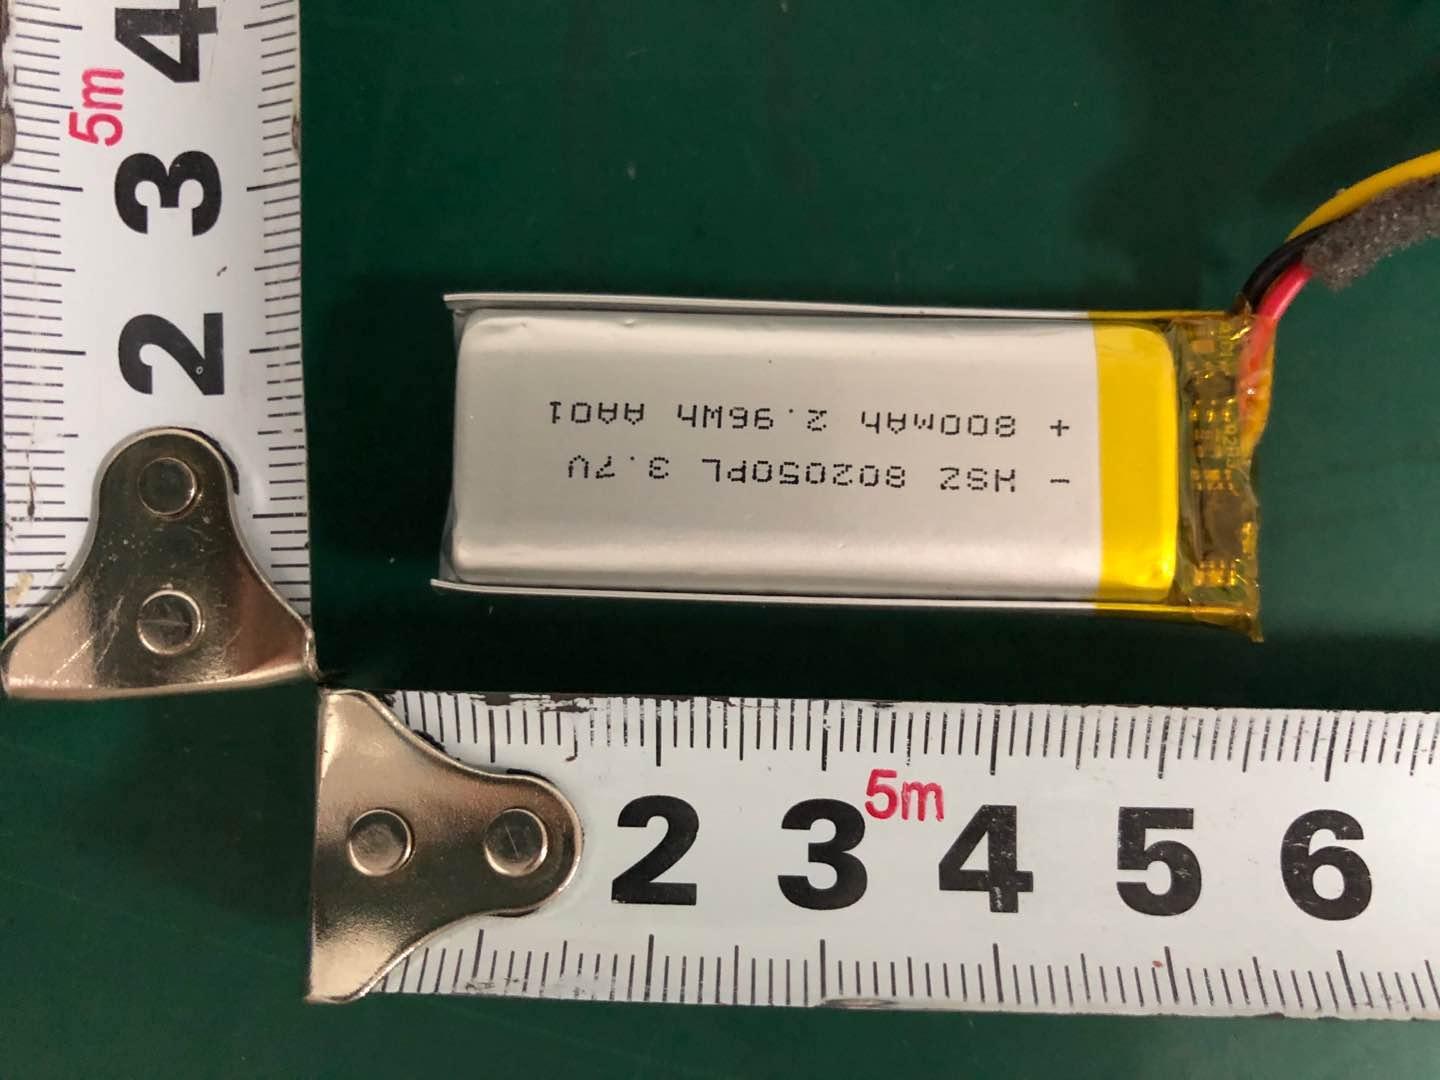 - HSZ 802050PL 3.7V
+ 800mAh 2.96Wh AA01
4
5m
3
2
2 3 5m 4 5 6